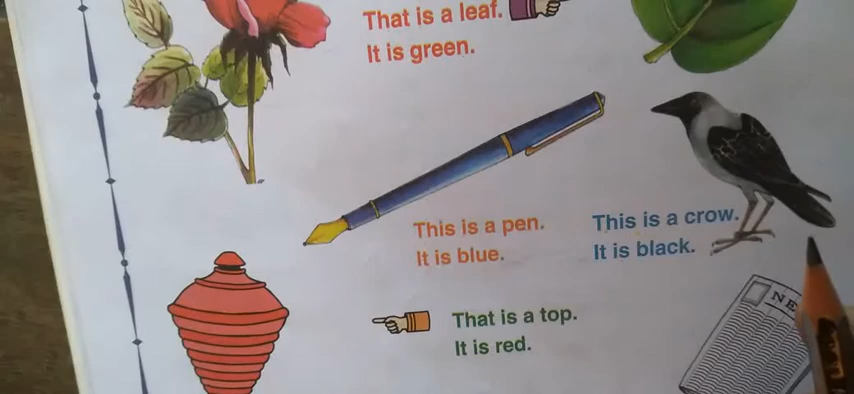 That is a leaf.
It is green.
This is a pen.
It is blue.
This is a crow.
It is black.
That is a top.
It is red.
NE